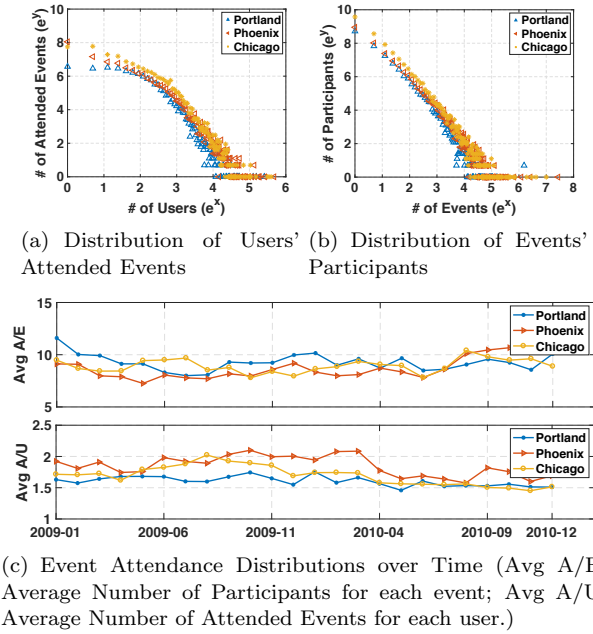 Portland
Phoenix
Chicago
# of Attended Events (e^y)
8
6
4
2
0
0 1 2 3 4 5 6
# of Users (e^x)
Portland
Phoenix
Chicago
# of Participants (e^y)
10
8
6
4
2
0
0 1 2 3 4 5 6 7 8
# of Events (e^x)
(a) Distribution of Users'
Attended Events
(b) Distribution of Events'
Participants
Avg A/E
15
10
5
Portland
Phoenix
Chicago
Avg A/U
2.5
2
1.5
1
Portland
Phoenix
Chicago
2009-01 2009-06 2009-11 2010-04 2010-09 2010-12
(c) Event Attendance Distributions over Time (Avg A/E
Average Number of Participants for each event; Avg A/U
Average Number of Attended Events for each user.)